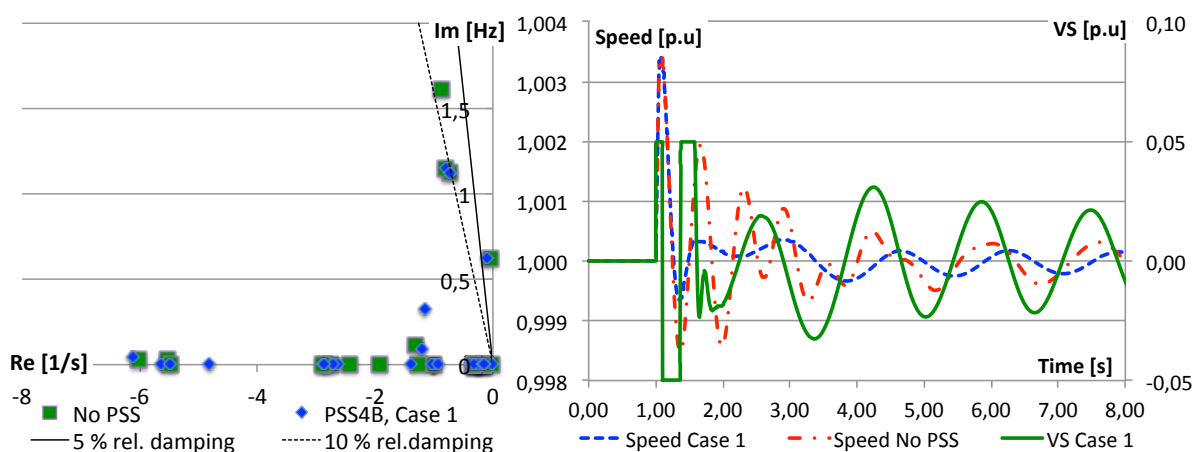 Im [Hz]
1,5
1
0,5
0
Re [1/s]
-8 -6 -4 -2 0
No PSS PSS4B, Case 1
5 % rel. damping 10 % rel.damping
Speed [p.u] VS [p.u]
1,004 0,10
1,003
1,002 0,05
1,001
1,000 0,00
0,999
0,998 -0,05
Time [s]
0,00 1,00 2,00 3,00 4,00 5,00 6,00 7,00 8,00
Speed Case 1 Speed No PSS VS Case 1